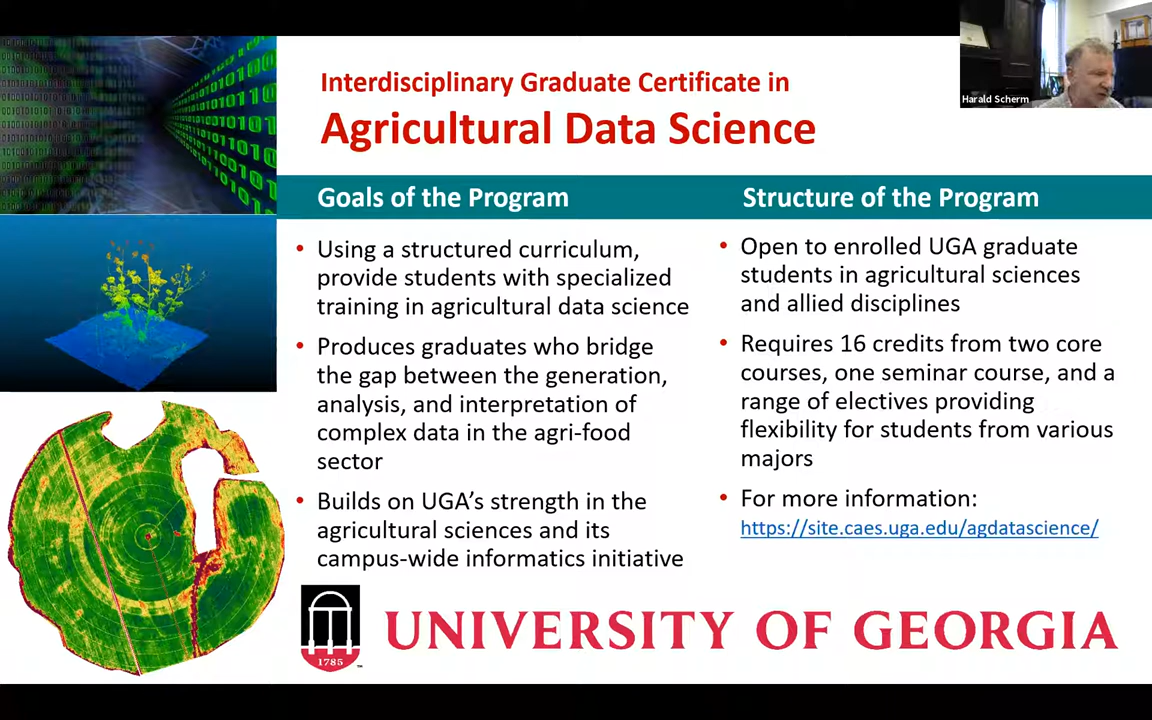 Harald Scherm
Interdisciplinary Graduate Certificate in
Agricultural Data Science
Goals of the Program
• Using a structured curriculum,
provide students with specialized
training in agricultural data science
• Produces graduates who bridge
the gap between the generation,
analysis, and interpretation of
complex data in the agri-food
sector
• Builds on UGA’s strength in the
agricultural sciences and its
campus-wide informatics initiative
Structure of the Program
• Open to enrolled UGA graduate
students in agricultural sciences
and allied disciplines
• Requires 16 credits from two core
courses, one seminar course, and a
range of electives providing
flexibility for students from various
majors
• For more information:
https://site.caes.uga.edu/agdatascience/
1785
UNIVERSITY OF GEORGIA